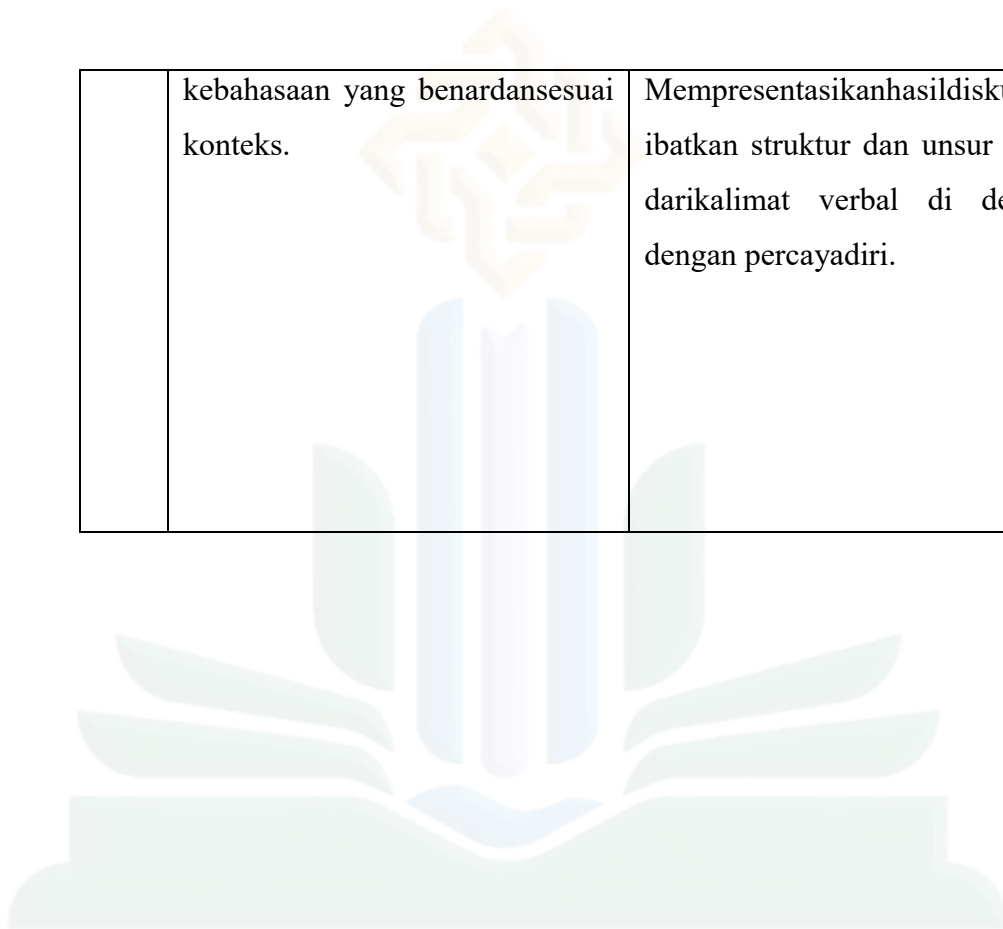 kebahasaan yang benardansesuai
konteks.
Mempresentasikanhasildisku
ibatkan struktur dan unsur
darikalimat verbal di de
dengan percayadiri.